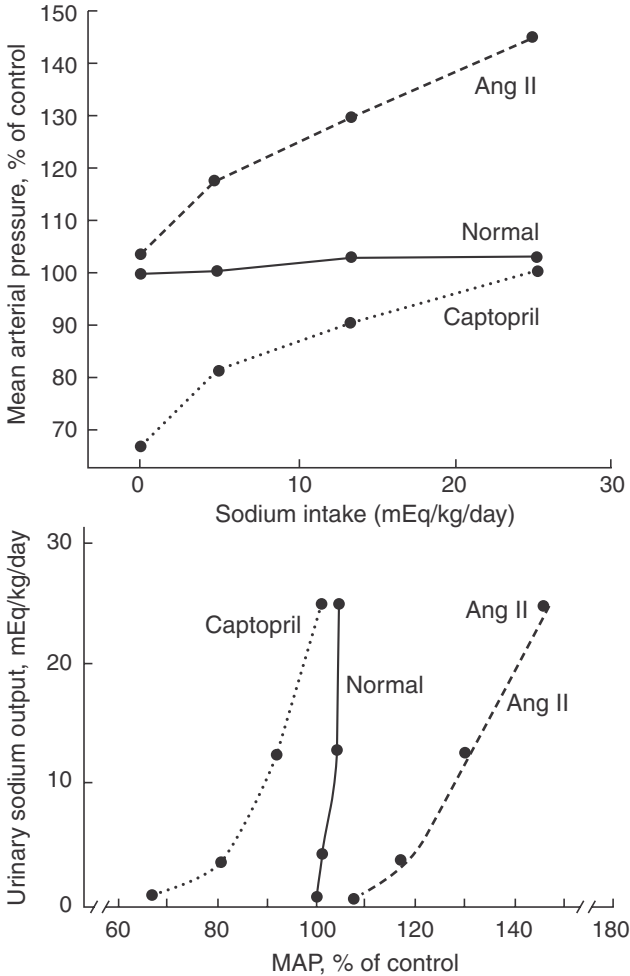 Mean arterial pressure, % of control
150
140
130
120
110
100
90
80
70
Ang II
Normal
Captopril
0
10
20
30
Sodium intake (mEq/kg/day)
Urinary sodium output, mEq/kg/day
30
20
10
0
Captopril
Normal
Ang II
Ang II
60
80
100
120
140
180
MAP, % of control